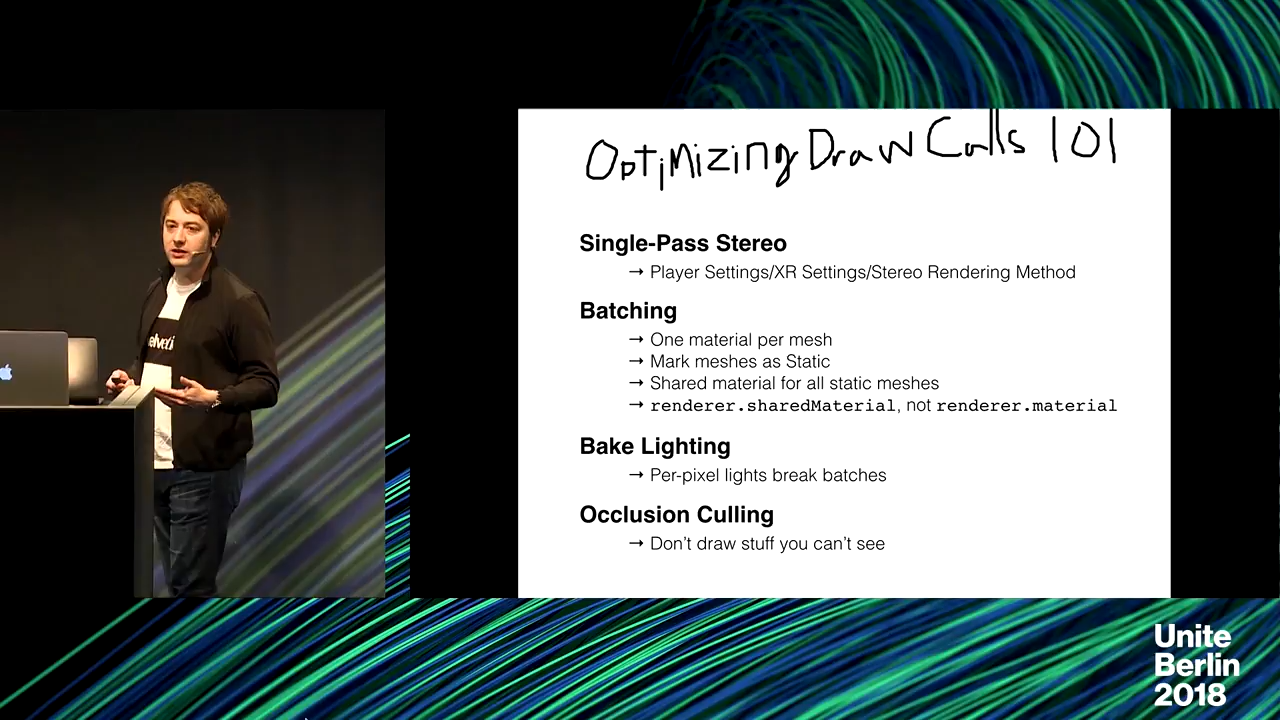 Optimizing Draw Calls 101
Single-Pass Stereo
→ Player Settings/XR Settings/Stereo Rendering Method
Batching
→ One material per mesh
→ Mark meshes as Static
→ Shared material for all static meshes
→ renderer.sharedMaterial, not renderer.material
Bake Lighting
→ Per-pixel lights break batches
Occlusion Culling
→ Don't draw stuff you can't see
Unite
Berlin
2018